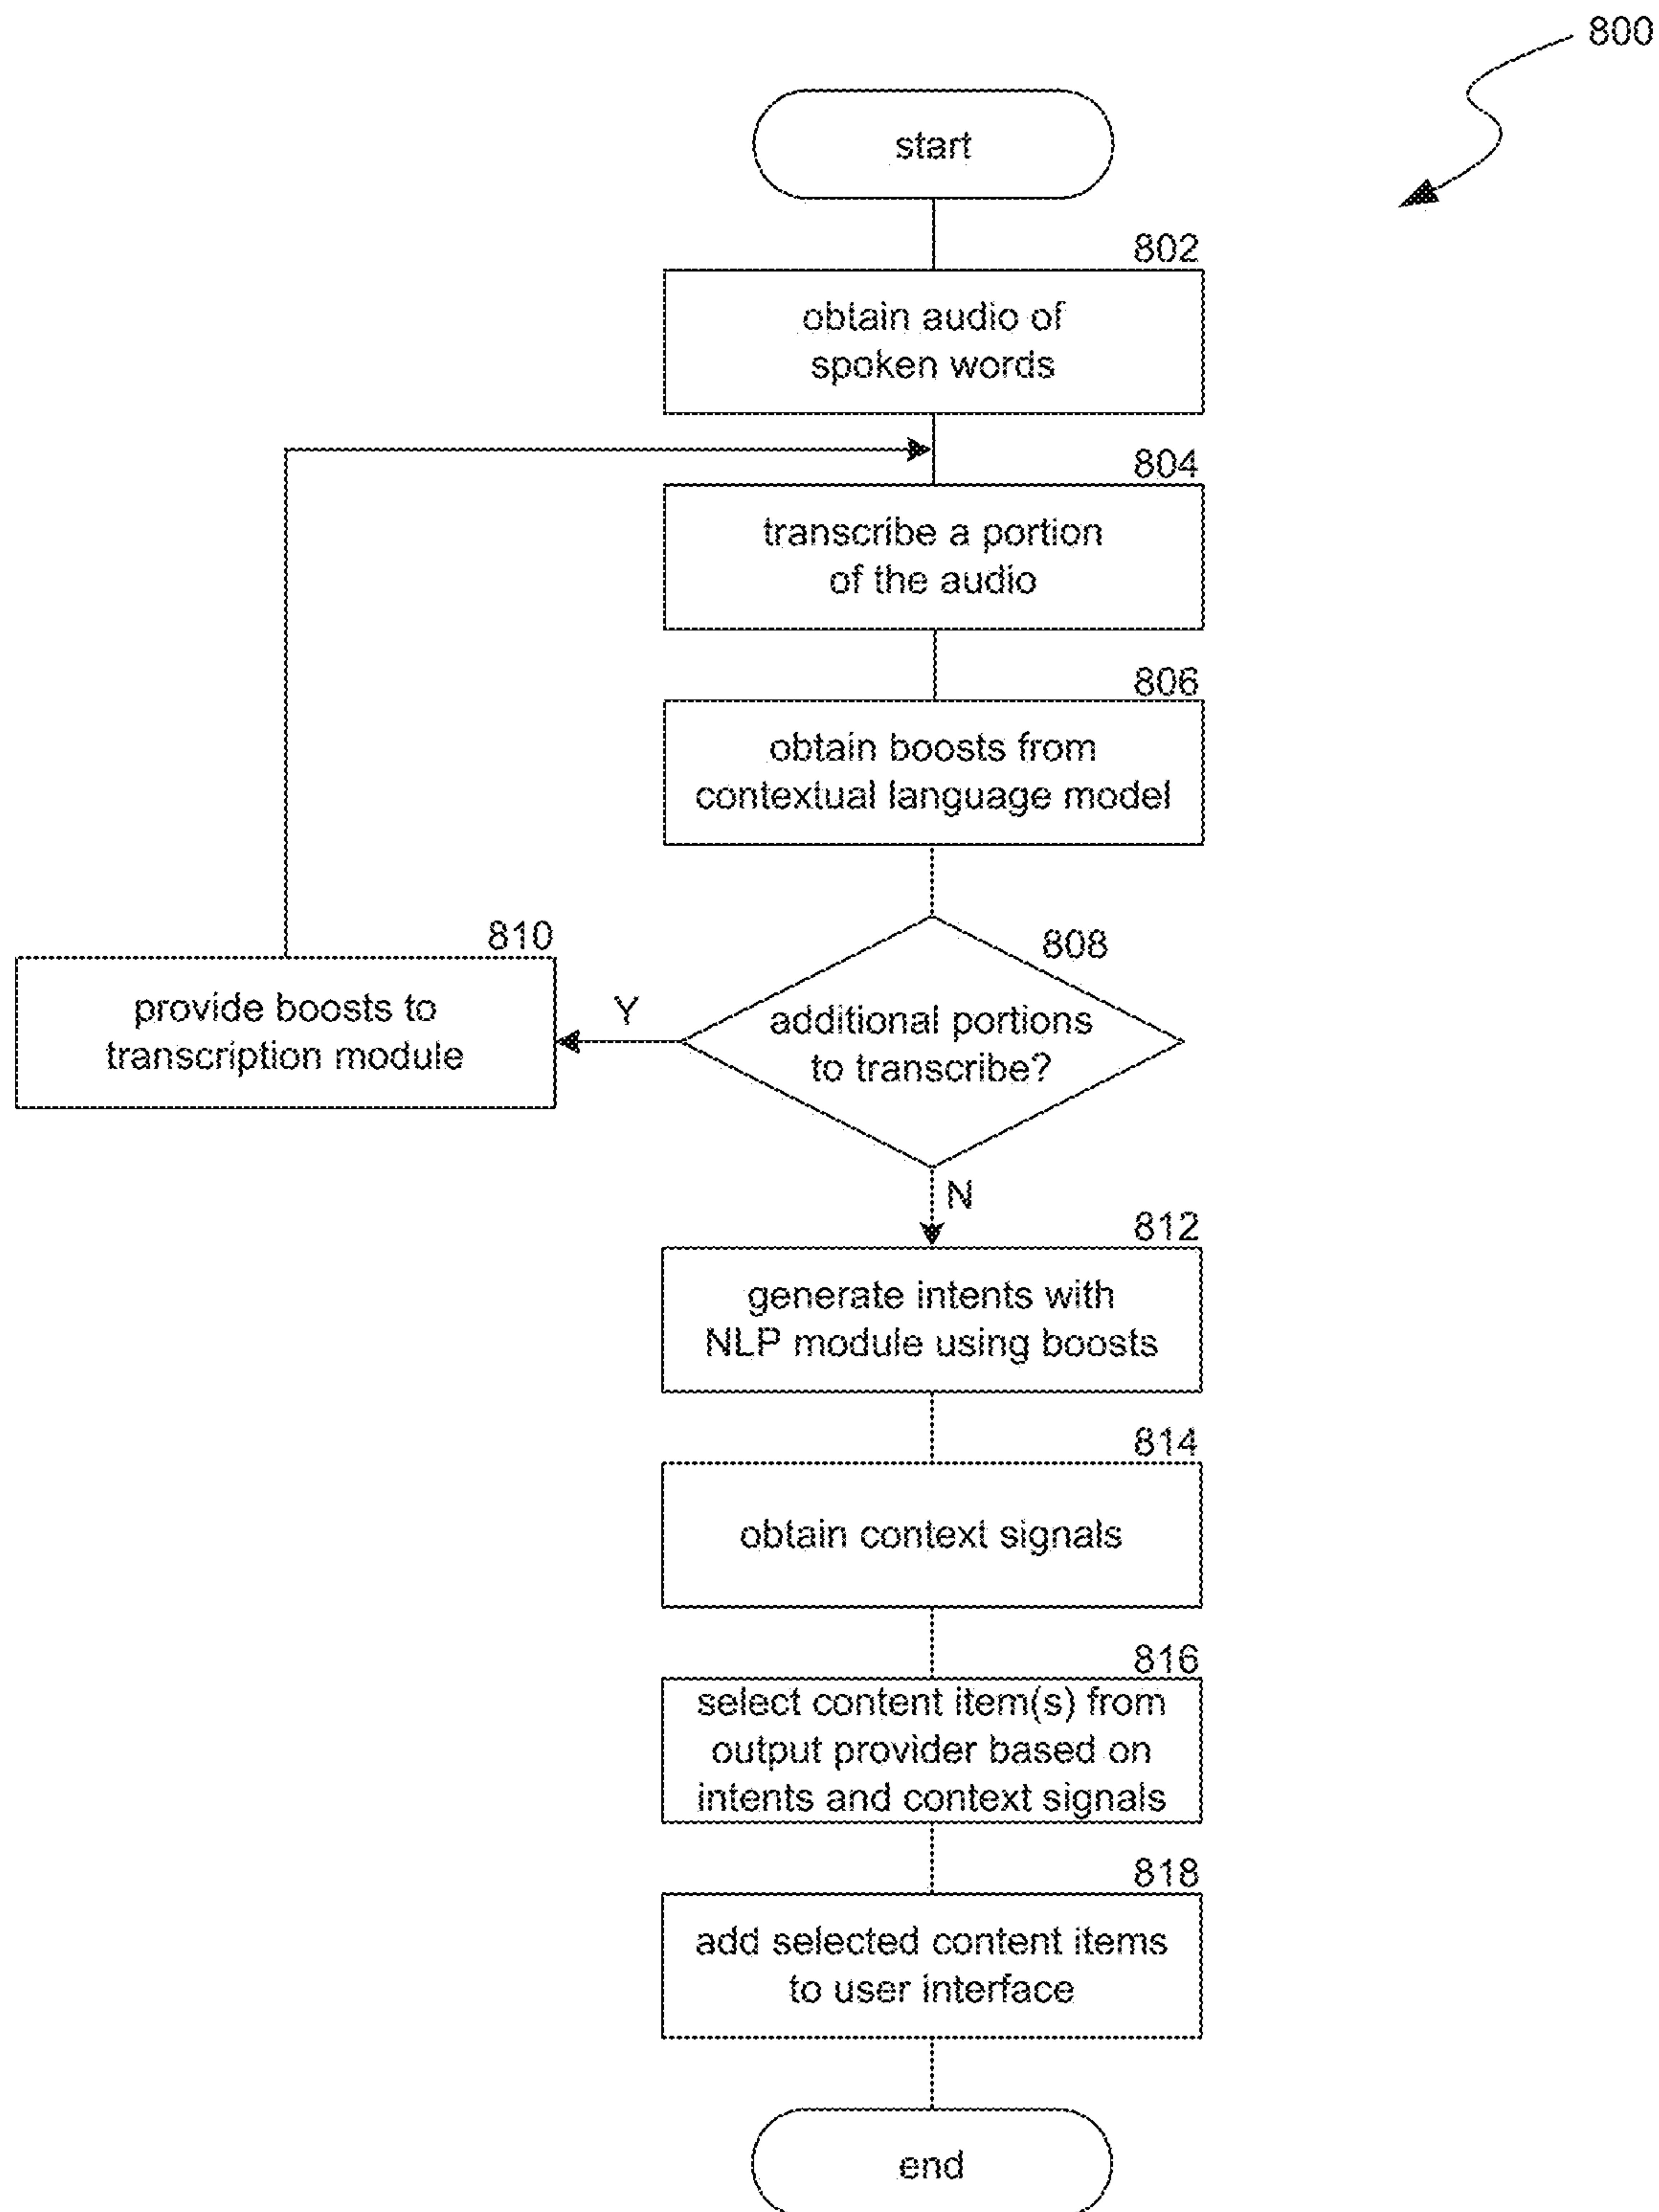 800
start
802
obtain audio of
spoken words
804
transcribe a portion
of the audio
806
obtain boosts from
contextual language model
808
additional portions
to transcribe?
Y
810
provide boosts to
transcription module
N
812
generate intents with
NLP module using boosts
814
obtain context signals
816
select content item(s) from
output provider based on
intents and context signals
818
add selected content items
to user interface
end